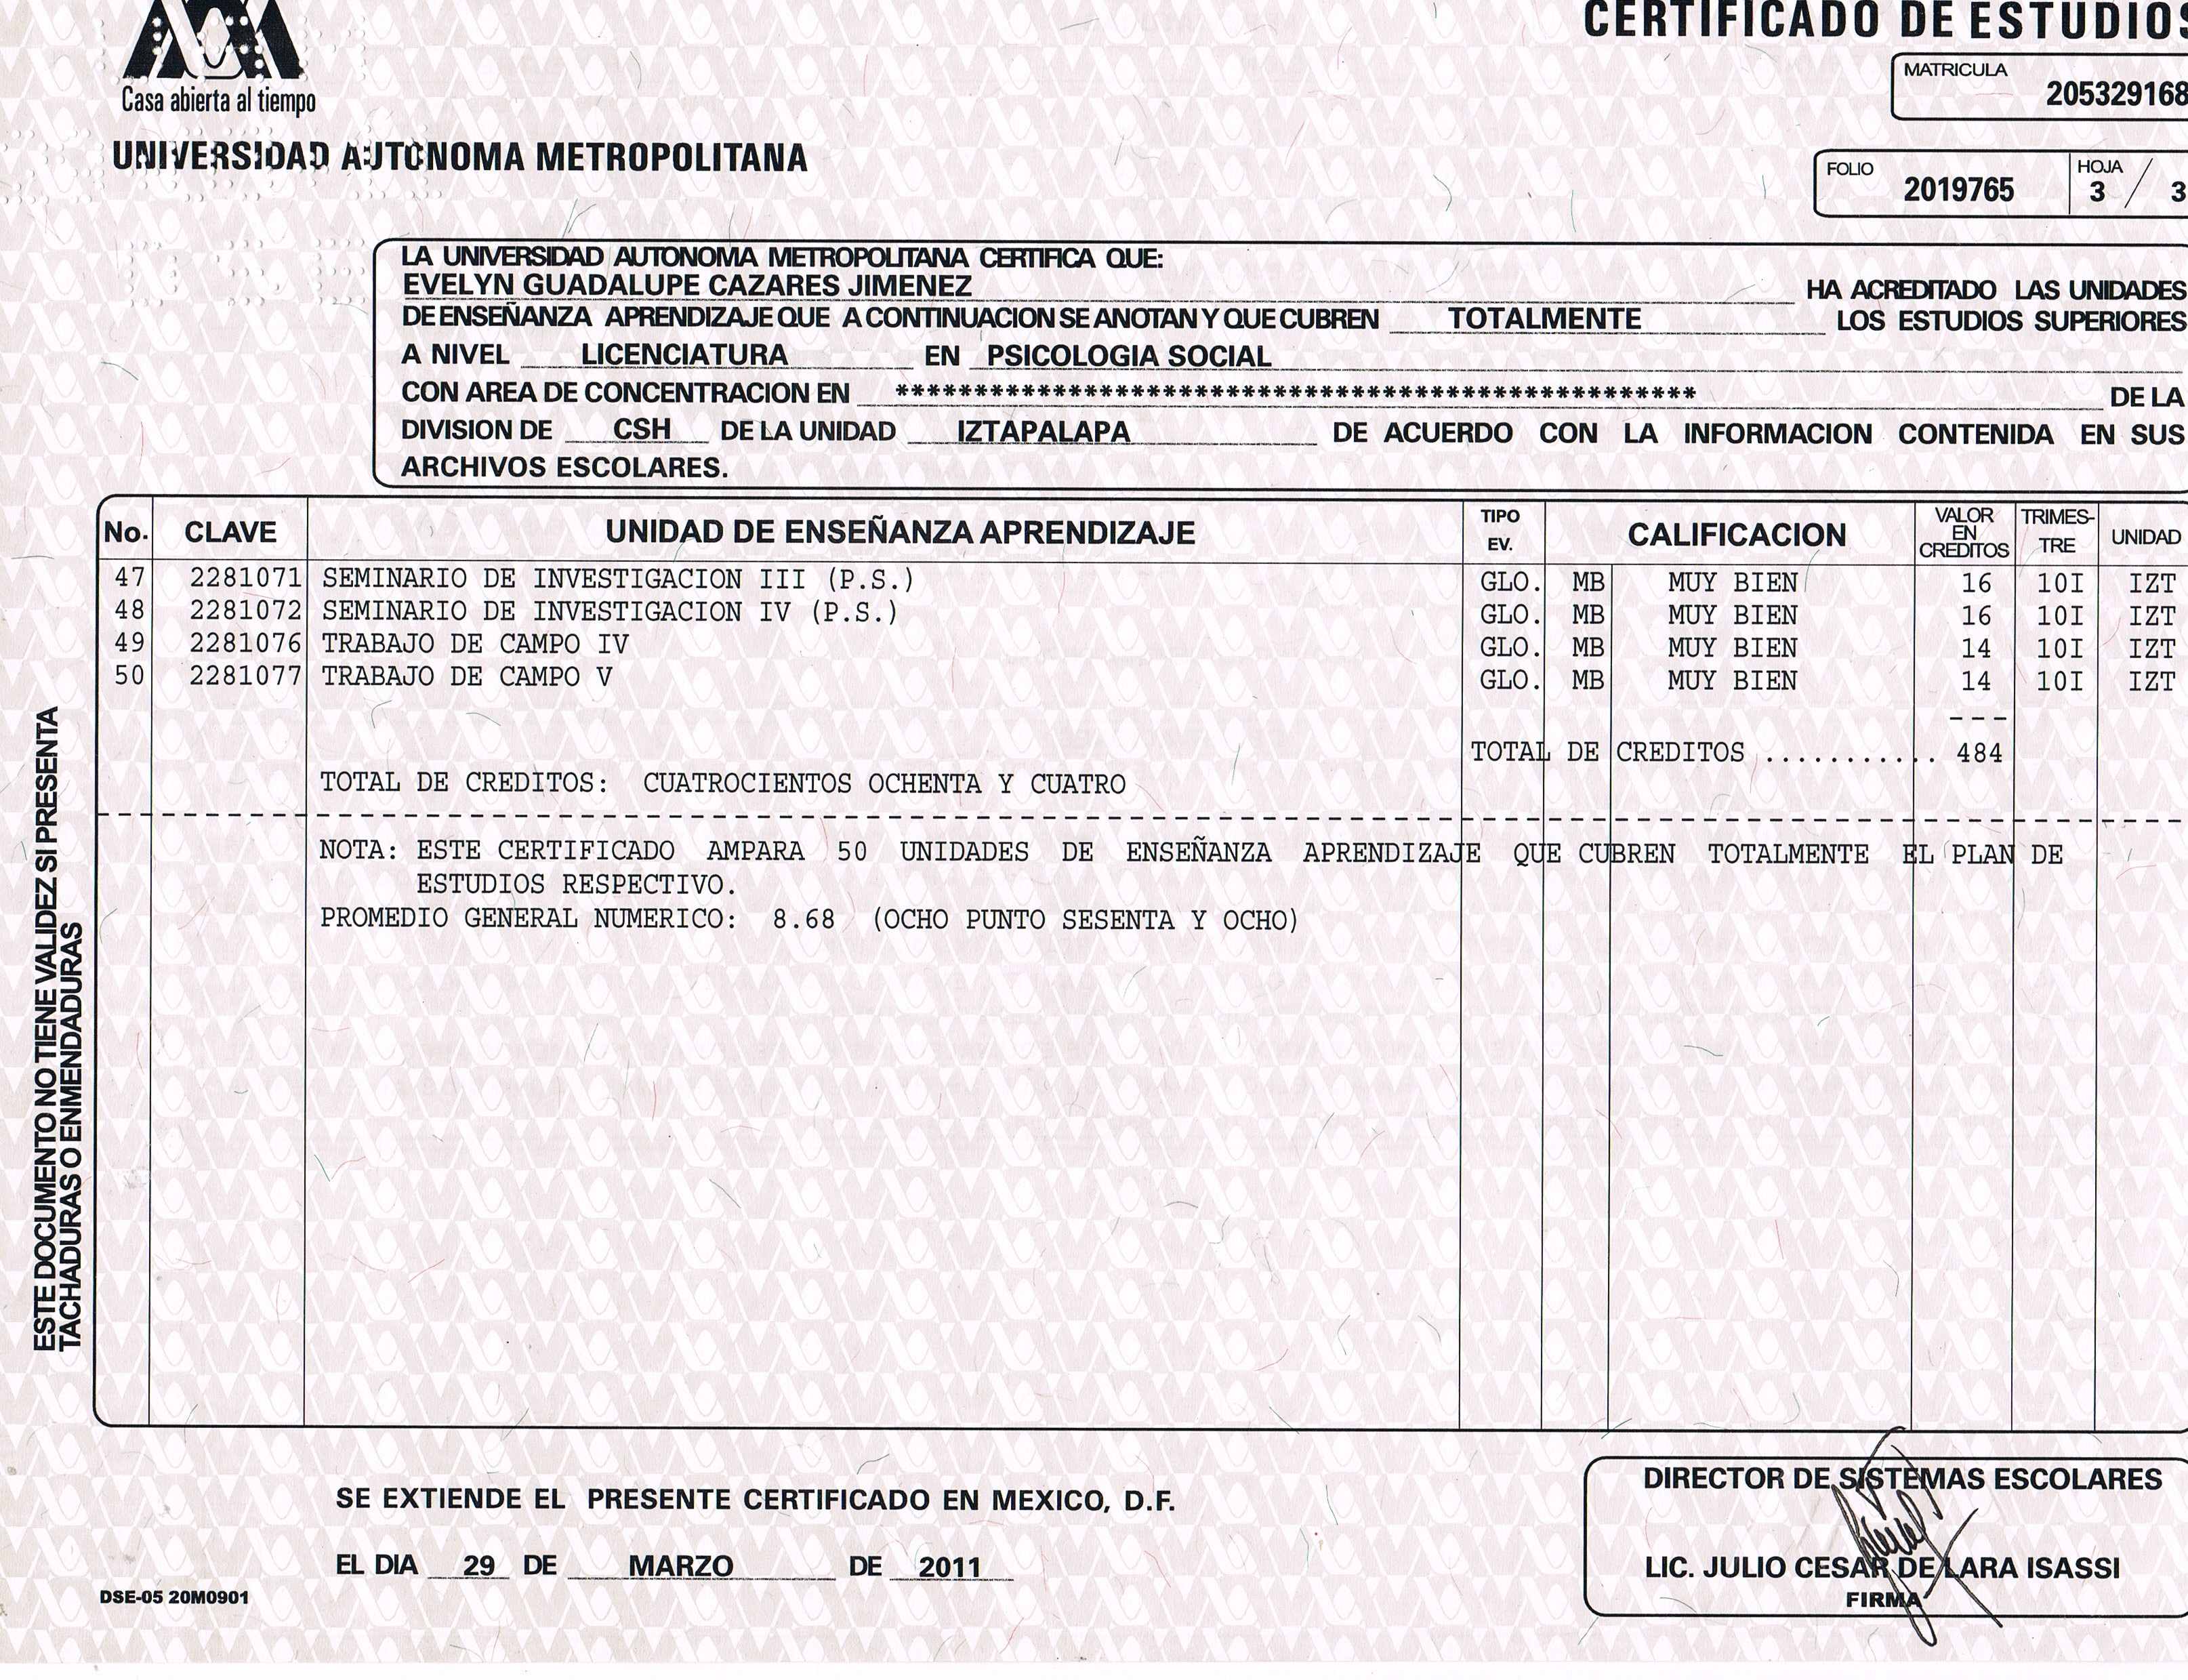 CERTIFICADO DE ESTUDIOS
Casa abierta al tiempo
MATRICULA
205329168
UNIVERSIDAD AUTONOMA METROPOLITANA
FOLIO 2019765 HOJA 3 / 3
LA UNIVERSIDAD AUTONOMA METROPOLITANA CERTIFICA QUE:
EVELYN GUADALUPE CAZARES JIMENEZ HA ACREDITADO LAS UNIDADES
DE ENSEÑANZA APRENDIZAJE QUE A CONTINUACION SE ANOTAN Y QUE CUBREN TOTALMENTE LOS ESTUDIOS SUPERIORES
A NIVEL LICENCIATURA EN PSICOLOGIA SOCIAL
CON AREA DE CONCENTRACION EN ************************************************** DE LA
DIVISION DE CSH DE LA UNIDAD IZTAPALAPA DE ACUERDO CON LA INFORMACION CONTENIDA EN SUS
ARCHIVOS ESCOLARES.
No. CLAVE UNIDAD DE ENSEÑANZA APRENDIZAJE TIPO EV. CALIFICACION VALOR EN CREDITOS TRIMES-TRE UNIDAD
47 2281071 SEMINARIO DE INVESTIGACION III (P.S.) GLO. MB MUY BIEN 16 10I IZT
48 2281072 SEMINARIO DE INVESTIGACION IV (P.S.) GLO. MB MUY BIEN 16 10I IZT
49 2281076 TRABAJO DE CAMPO IV GLO. MB MUY BIEN 14 10I IZT
50 2281077 TRABAJO DE CAMPO V GLO. MB MUY BIEN 14 10I IZT
---
TOTAL DE CREDITOS ........... 484
TOTAL DE CREDITOS: CUATROCIENTOS OCHENTA Y CUATRO
NOTA: ESTE CERTIFICADO AMPARA 50 UNIDADES DE ENSEÑANZA APRENDIZAJE QUE CUBREN TOTALMENTE EL PLAN DE
ESTUDIOS RESPECTIVO.
PROMEDIO GENERAL NUMERICO: 8.68 (OCHO PUNTO SESENTA Y OCHO)
ESTE DOCUMENTO NO TIENE VALIDEZ SI PRESENTA
TACHADURAS O ENMENDADURAS
SE EXTIENDE EL PRESENTE CERTIFICADO EN MEXICO, D.F.
EL DIA 29 DE MARZO DE 2011
DSE-05 20M0901
DIRECTOR DE SISTEMAS ESCOLARES
LIC. JULIO CESAR DE LARA ISASSI
FIRMA